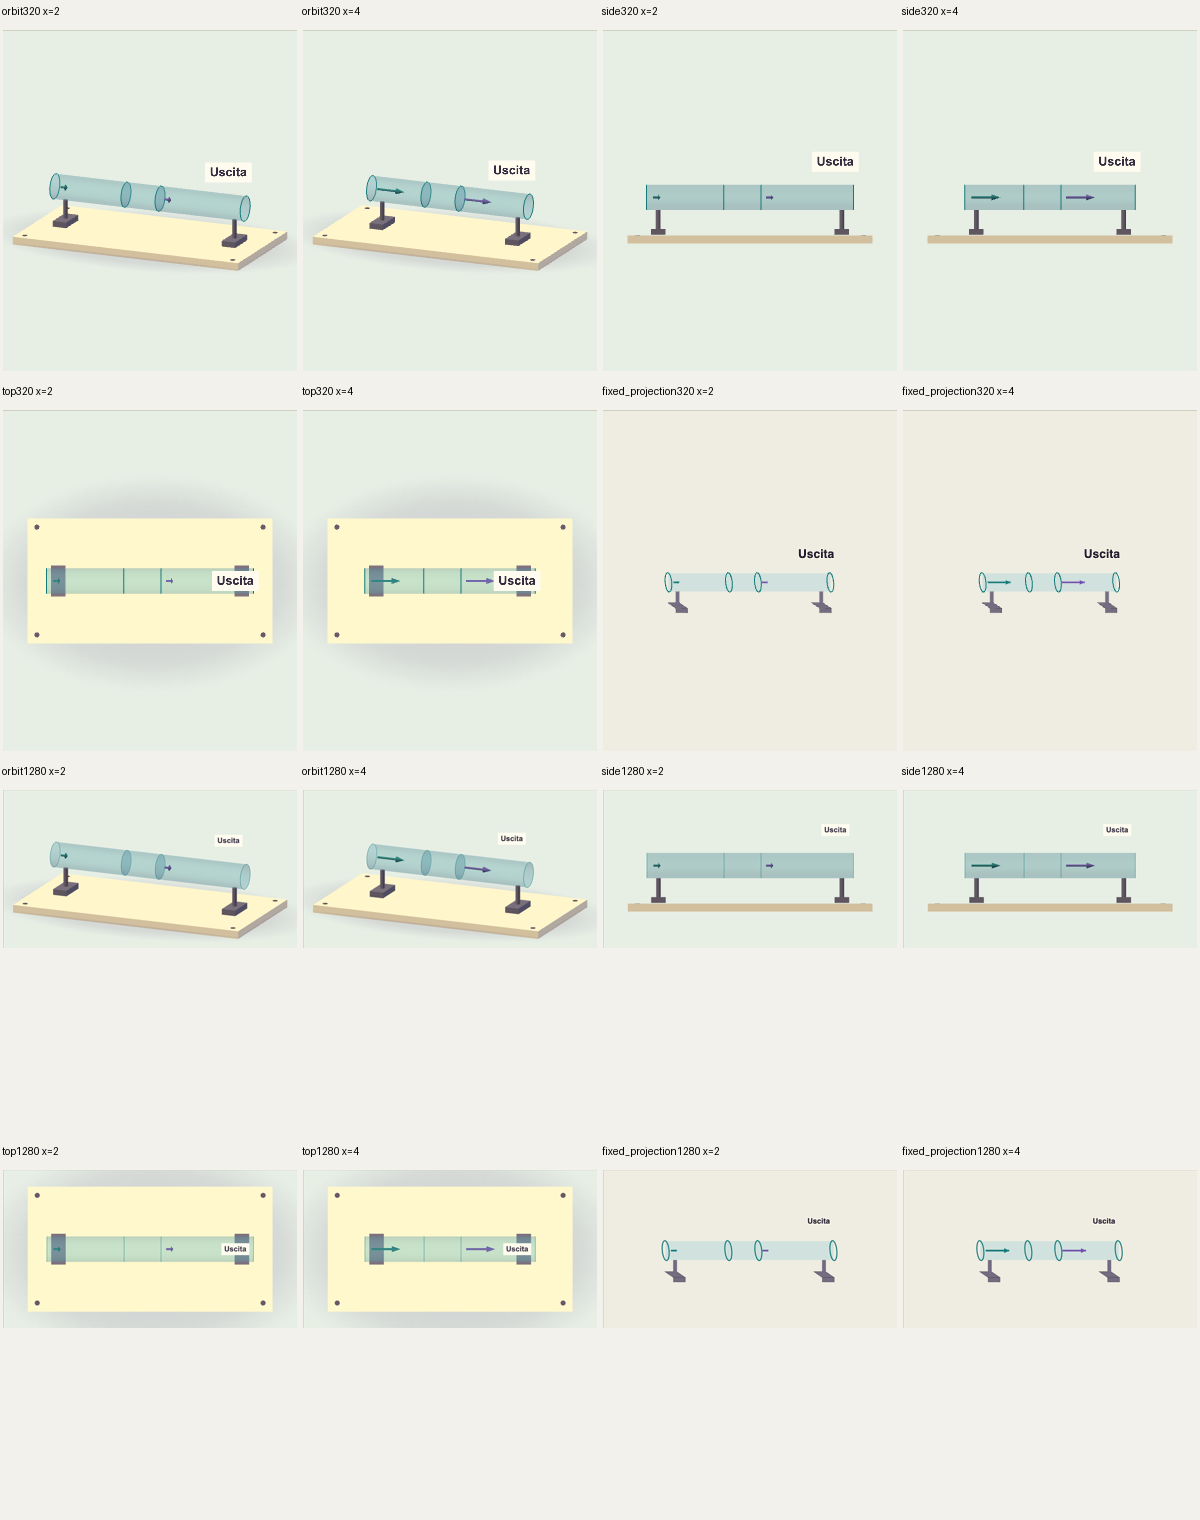 orbit320 x=2
orbit320 x=4
side320 x=2
side320 x=4
Uscita
Uscita
Uscita
Uscita
top320 x=2
top320 x=4
fixed_projection320 x=2
fixed_projection320 x=4
Uscita
Uscita
Uscita
Uscita
orbit1280 x=2
orbit1280 x=4
side1280 x=2
side1280 x=4
Uscita
Uscita
Uscita
Uscita
top1280 x=2
top1280 x=4
fixed_projection1280 x=2
fixed_projection1280 x=4
Uscita
Uscita
Uscita
Uscita